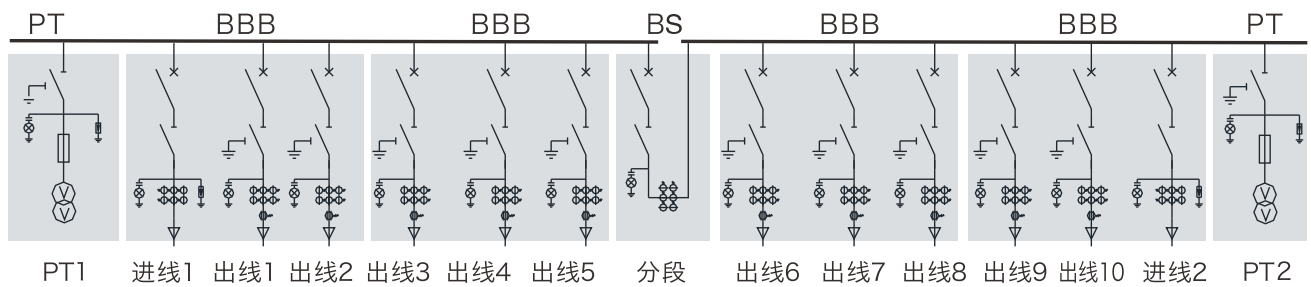 PT BBB BBB BS BBB BBB PT
PT1 进线1 出线1 出线2 出线3 出线4 出线5 分段 出线6 出线7 出线8 出线9 出线10 进线2 PT2